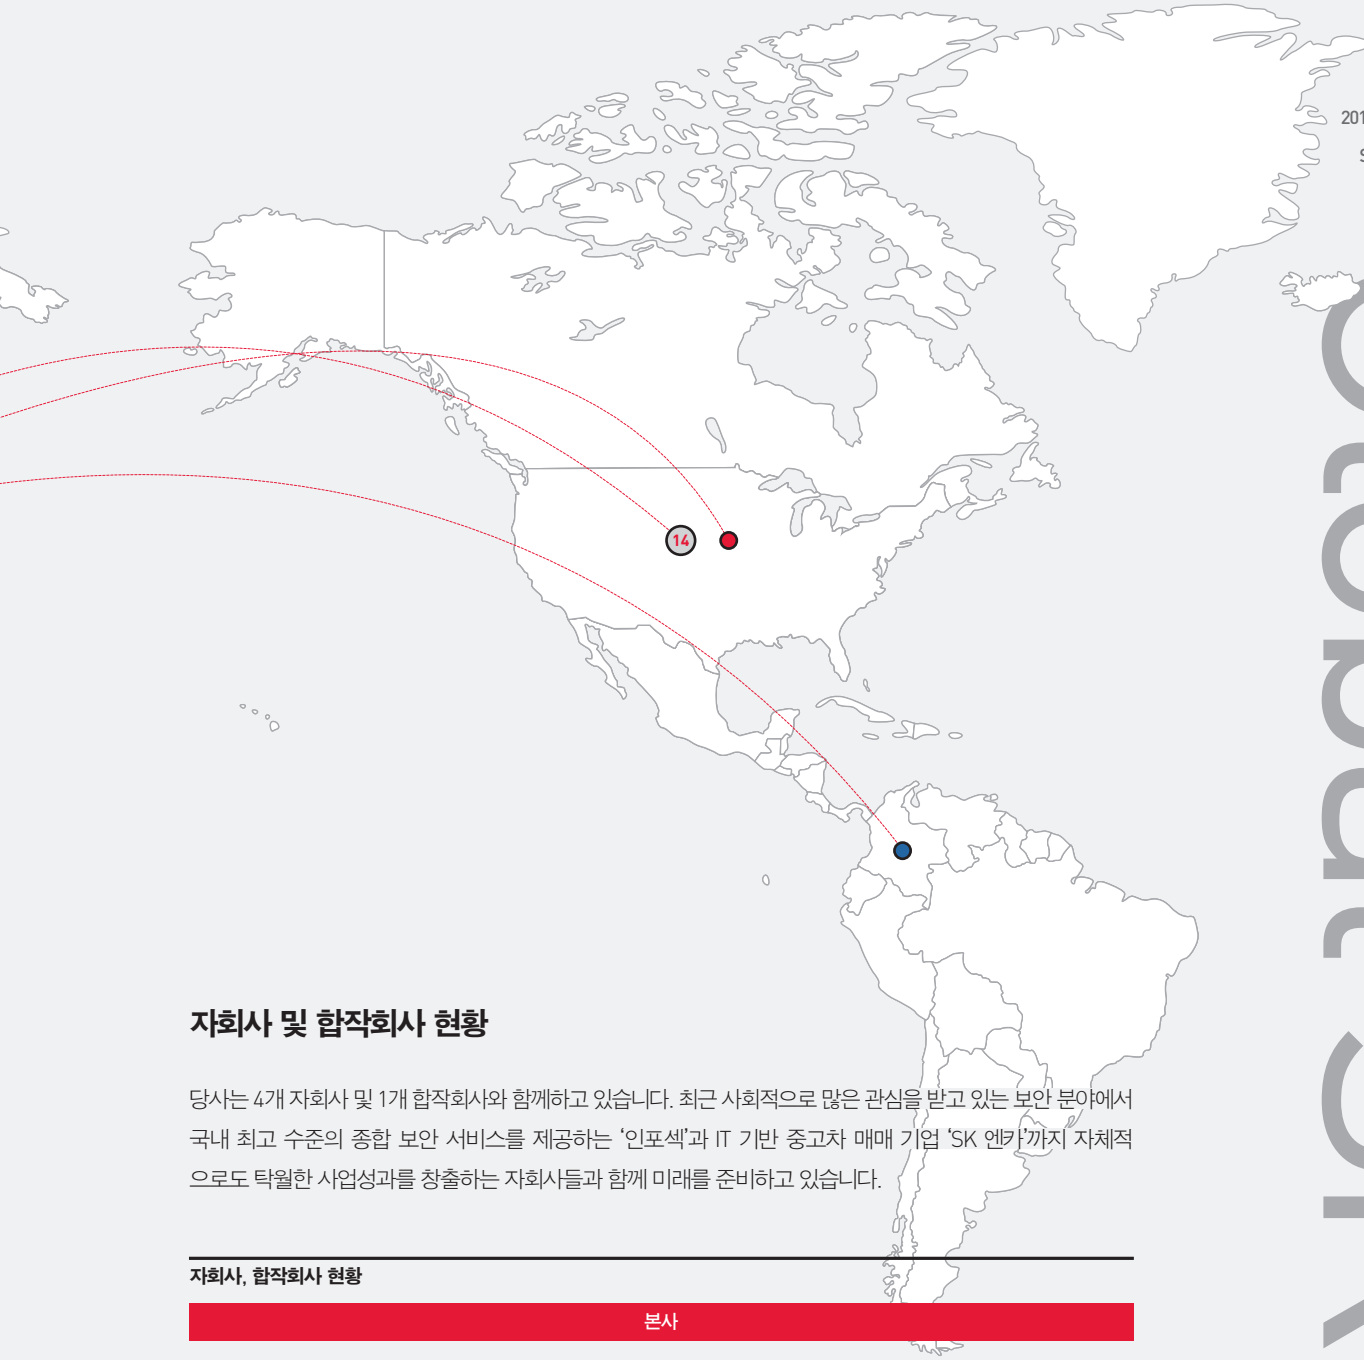 201
S
14
자회사 및 합작회사 현황
당사는 4개 자회사 및 1개 합작회사와 함께하고 있습니다. 최근 사회적으로 많은 관심을 받고 있는 보안 분야에서
국내 최고 수준의 종합 보안 서비스를 제공하는 ‘인포섹’과 IT 기반 중고차 매매 기업 ‘SK 엔카’까지 자체적
으로도 탁월한 사업성과를 창출하는 자회사들과 함께 미래를 준비하고 있습니다.
자회사, 합작회사 현황
본사